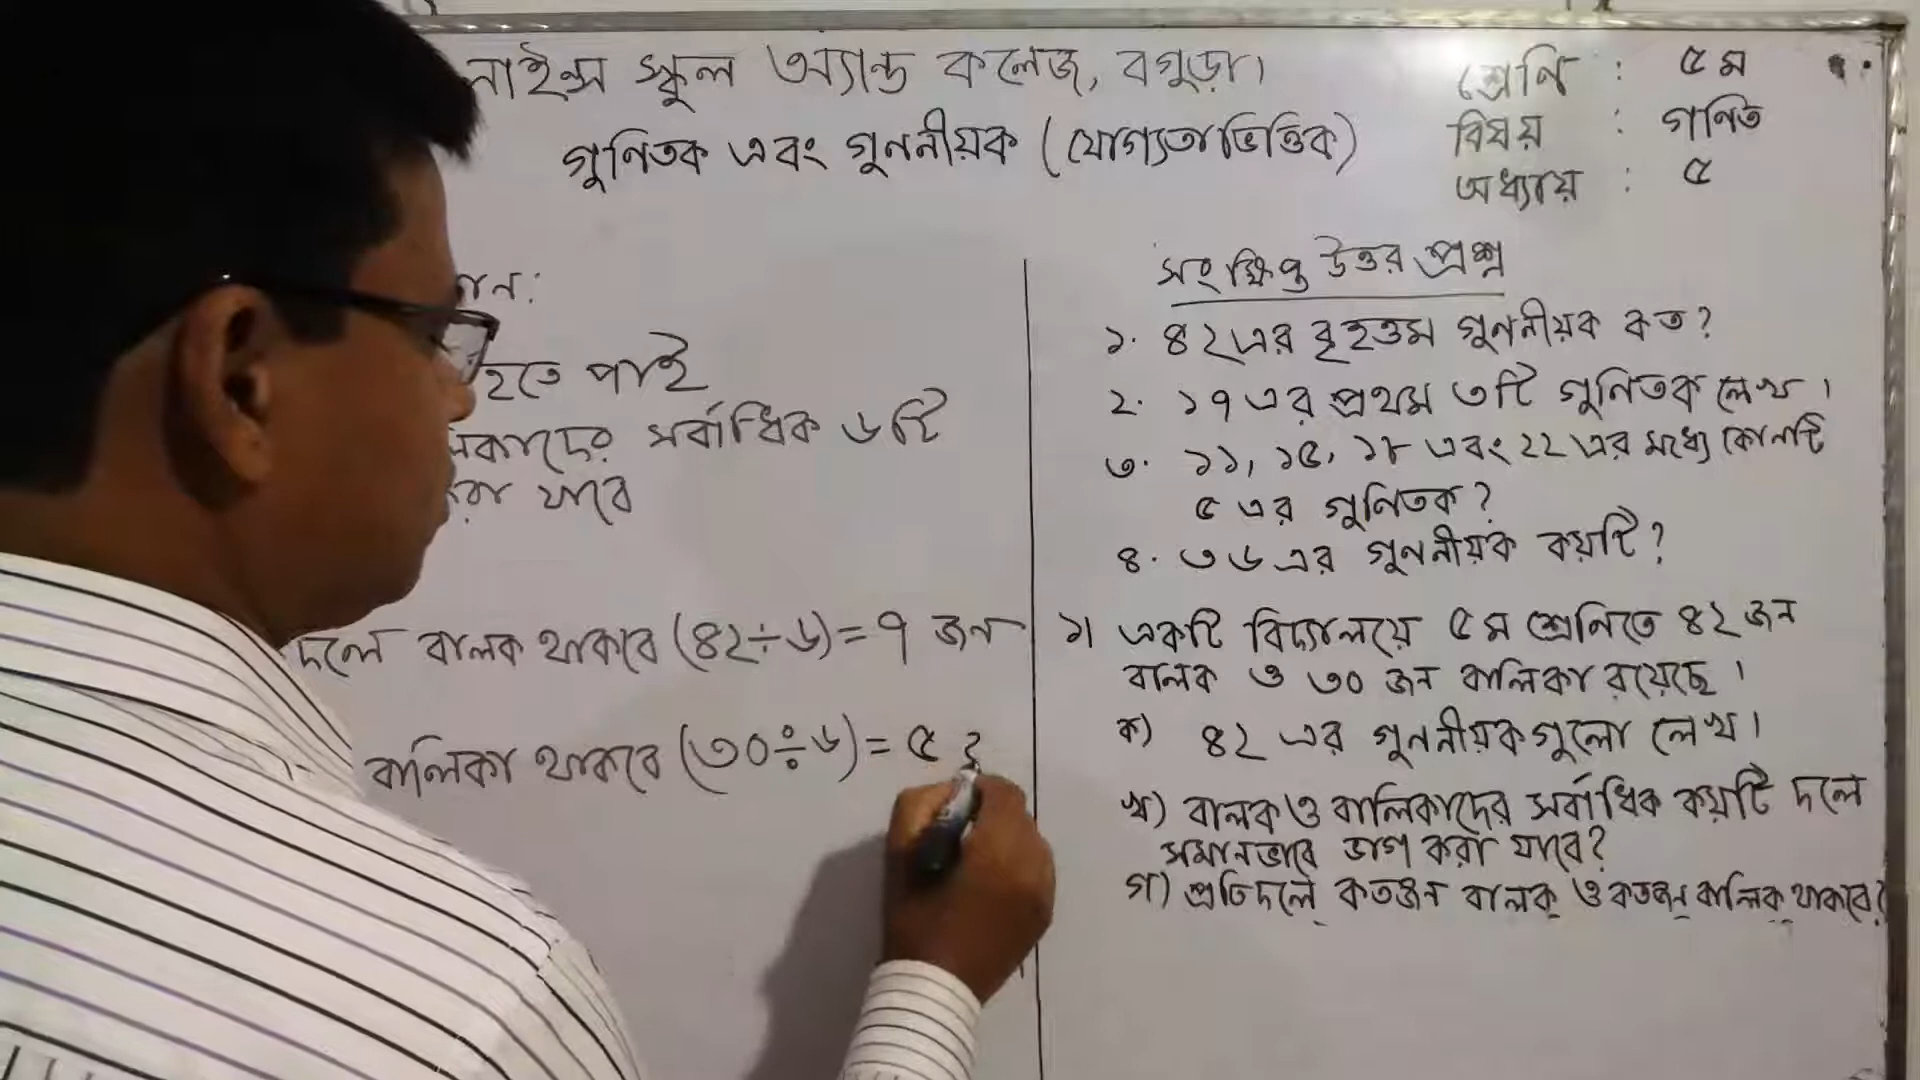 লাইন্স স্কুল অ্যান্ড কলেজ, বগুড়া।
গুণিতক এবং গুণনীয়ক (যোগ্যতাভিত্তিক)
শ্রেণি : ৫ম
বিষয় : গণিত
অধ্যায় : ৫
হতে পাই
সর্বাধিক ৬টি
যাবে
দলে বালক থাকবে (৪২÷৬)=৭ জন
বালিকা থাকবে (৩০÷৬)= ৫
সংক্ষিপ্ত উত্তর প্রশ্ন
১. ৪২এর বৃহত্তম গুণনীয়ক কত?
২. ১৭ এর প্রথম ৩টি গুণিতক লেখ।
৩. ১১, ১৫, ১৮ এবং ২২ এর মধ্যে কোনটি
৫ এর গুণিতক?
৪. ৩৬ এর গুণনীয়ক কয়টি?
১। একটি বিদ্যালয়ে ৫ম শ্রেণিতে ৪২ জন
বালক ও ৩০ জন বালিকা রয়েছে।
ক) ৪২ এর গুণনীয়কগুলো লেখ।
খ) বালক ও বালিকাদের সর্বাধিক কয়টি দলে
সমানভাবে ভাগ করা যাবে?
গ) প্রতিদলে কতজন বালক ও কতজন বালিকা থাকবে?